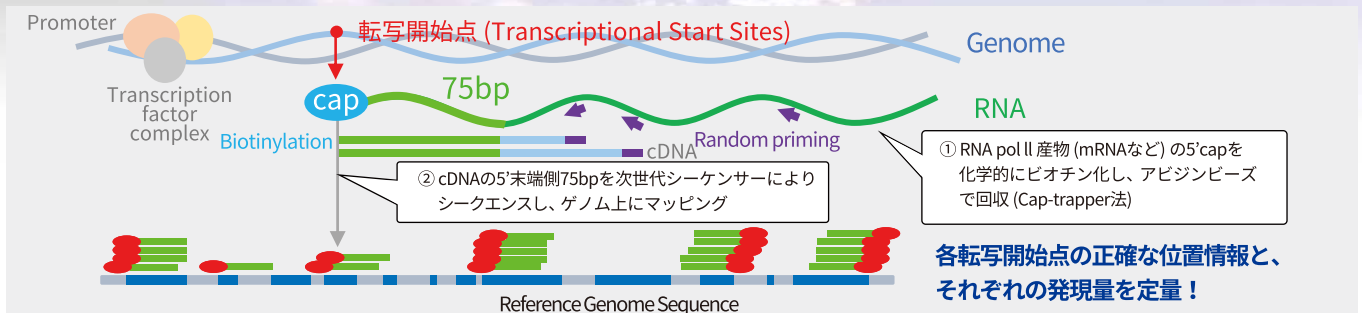 Promoter
転写開始点 (Transcriptional Start Sites)
Genome
Transcription
factor
complex
cap
75bp
RNA
Biotinylation
Random priming
cDNA
① RNA pol ll 産物 (mRNAなど) の5’capを
化学的にビオチン化し、アビジンビーズ
で回収 (Cap-trapper法)
② cDNAの5’末端側75bpを次世代シーケンサーにより
シークエンスし、ゲノム上にマッピング
各転写開始点の正確な位置情報と、
それぞれの発現量を定量！
Reference Genome Sequence